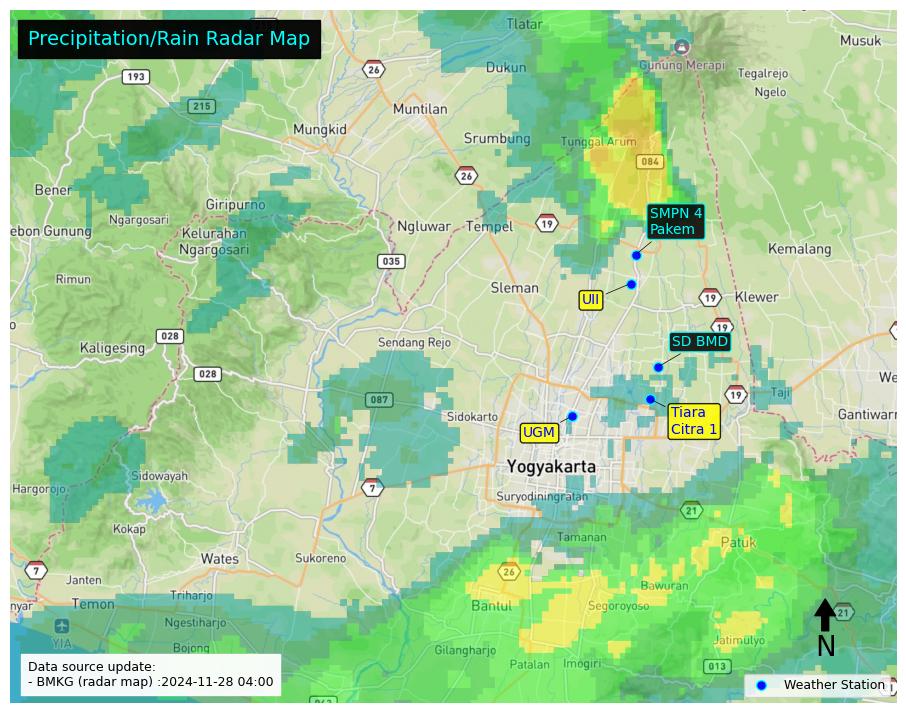 Precipitation/Rain Radar Map
Tlatar
Musuk
26
193
Dukun
Gunung Merapi
Tegalrejo
Ngelo
215
Muntilan
Mungkid
Srumbung
Tunggal Arum
084
26
Bener
Ngargosari
Giripurno
SMPN 4
Pakem
ebon Gunung
Kelurahan
Ngargosari
Ngluwar
Tempel
19
Kemalang
035
Rimun
Sleman
UII
19
Klewer
19
028
Kaligesing
Sendang Rejo
SD BMD
028
We
087
19
Taji
Sidokarto
Tiara
Citra 1
Gantiwarr
UGM
Yogyakarta
Sidowayah
Hargorojo
7
Suryodiningratan
21
Kokap
Tamanan
Patuk
Wates
Sukoreno
7
26
Janten
Bawuran
nyar
Temon
Triharjo
Bantul
Segoroyoso
21
Ngestiharjo
YIA
Bojong
Gilangharjo
Jatimulyo
N
Patalan
Imogiri
013
Data source update:
- BMKG (radar map) :2024-11-28 04:00
Weather Station